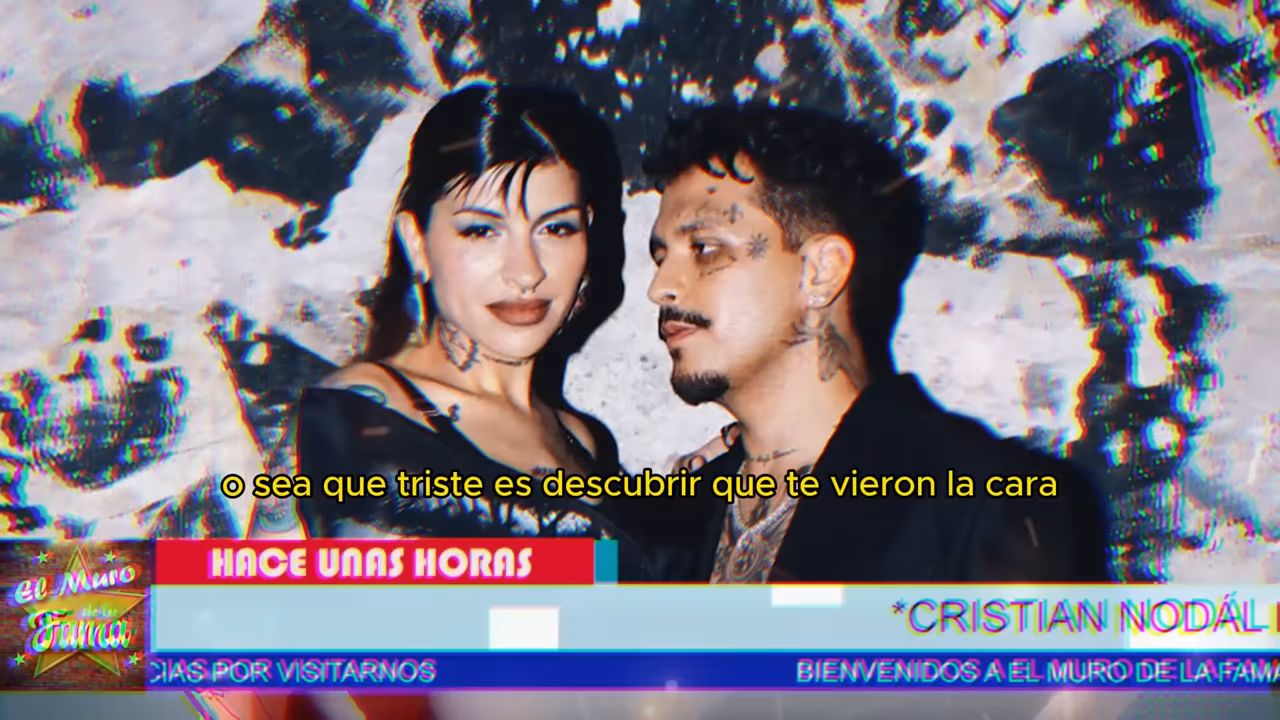 o sea que triste es descubrir que te vieron la cara
HACE UNAS HORAS
El Muro
de la
Fama
*CRISTIAN NODÁL
CIAS POR VISITARNOS
BIENVENIDOS A EL MURO DE LA FAMA